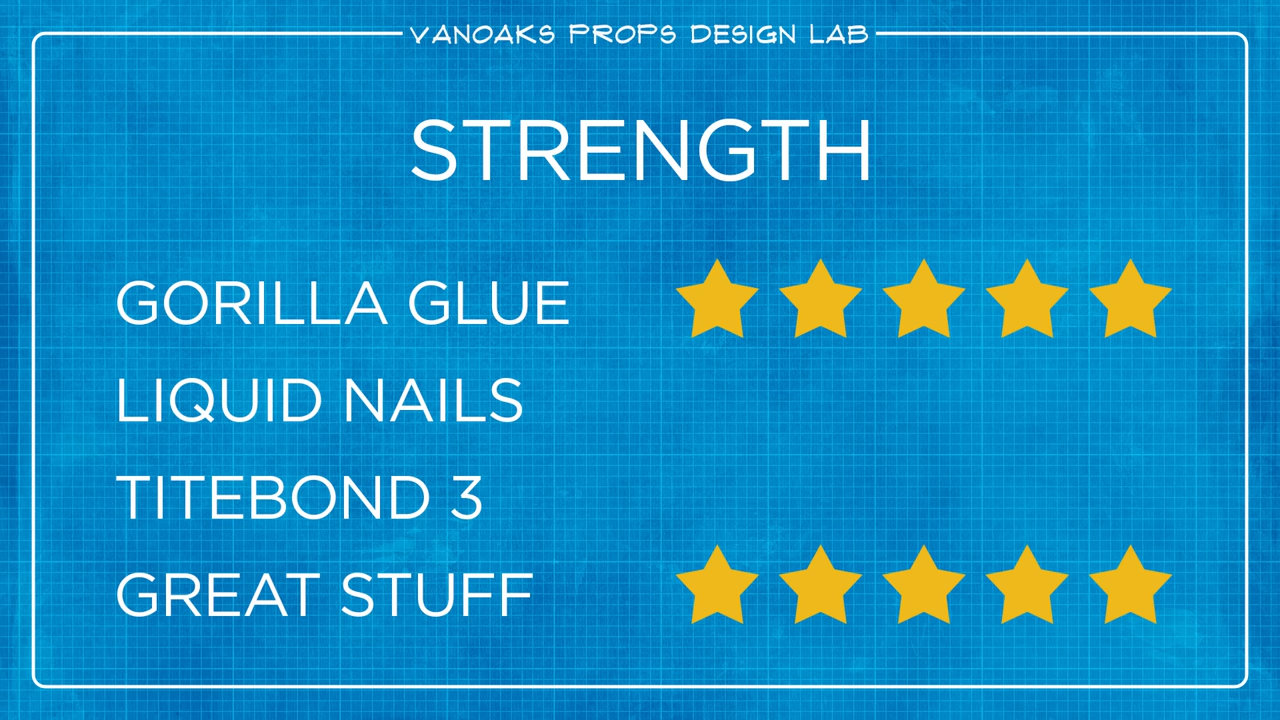 VANOAKS PROPS DESIGN LAB
STRENGTH
GORILLA GLUE
LIQUID NAILS
TITEBOND 3
GREAT STUFF